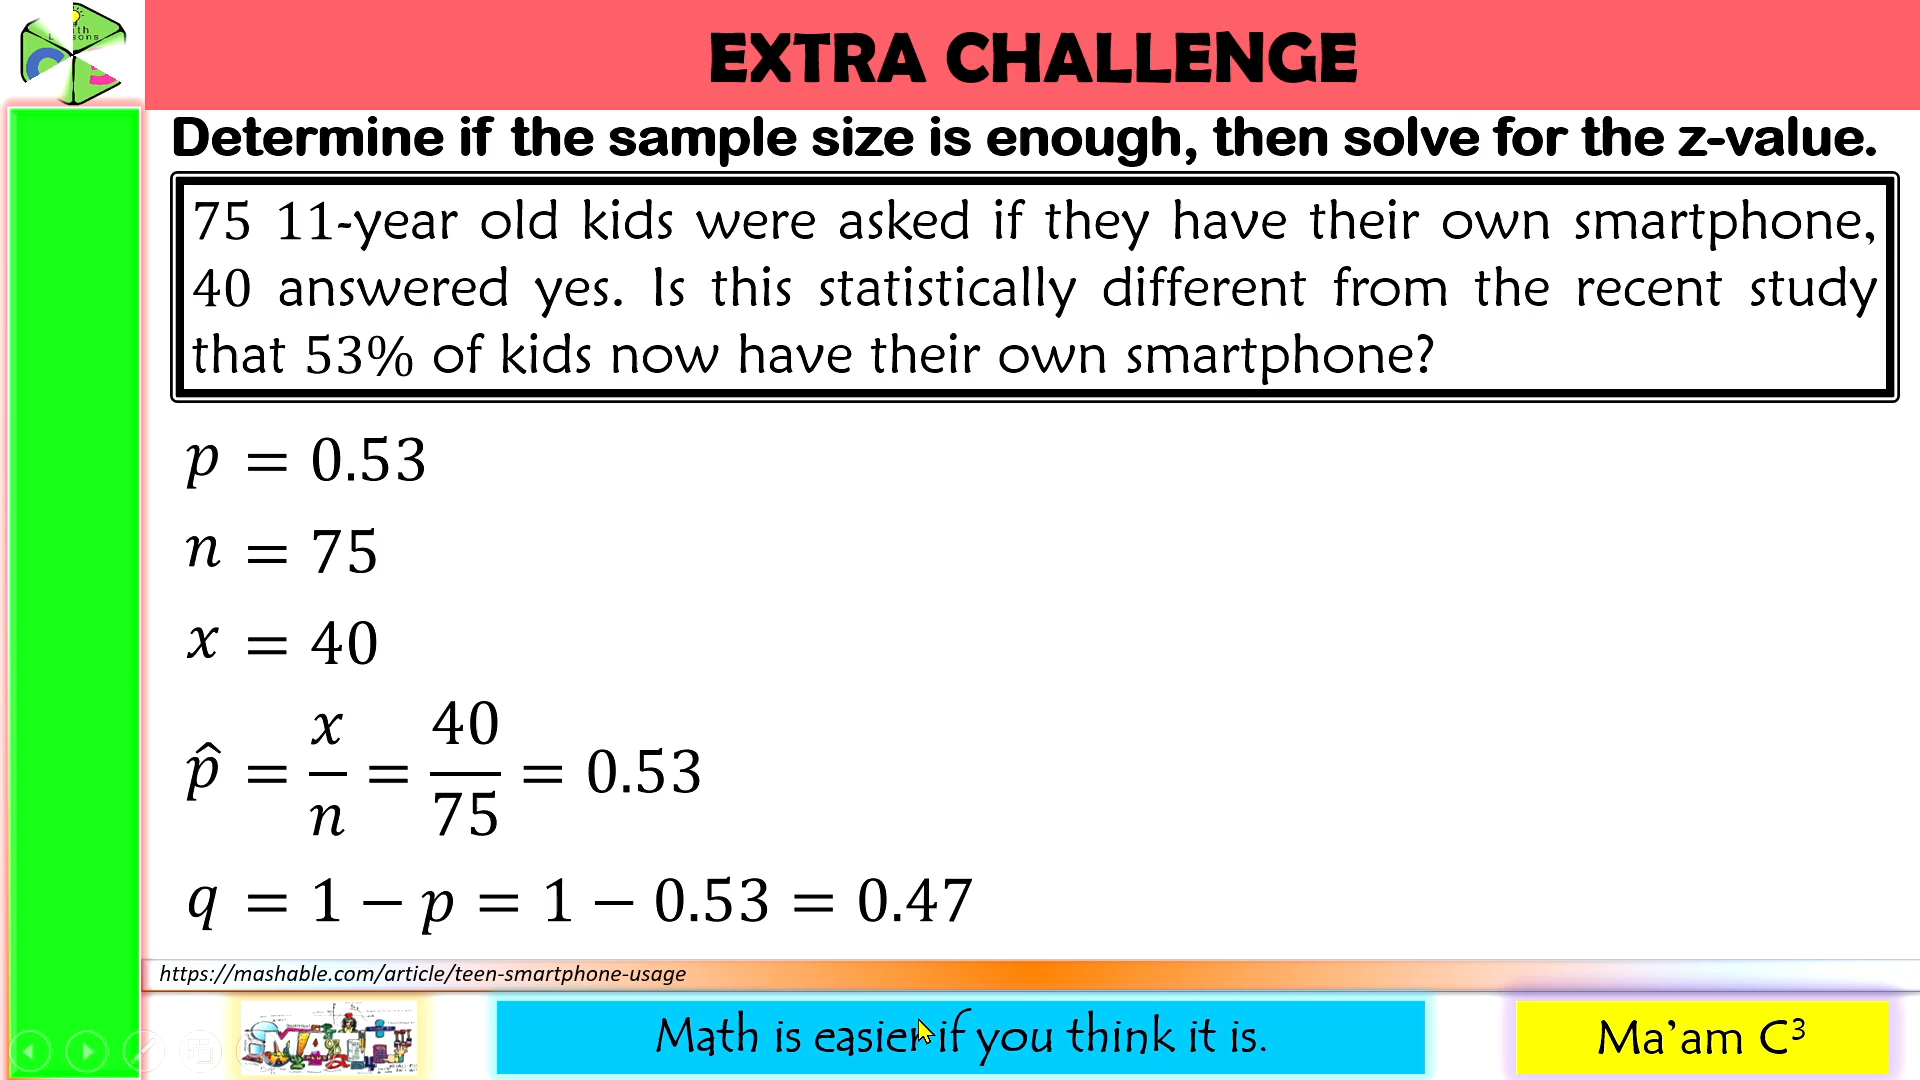 EXTRA CHALLENGE
Determine if the sample size is enough, then solve for the z-value.
75 11-year old kids were asked if they have their own smartphone,
40 answered yes. Is this statistically different from the recent study
that 53% of kids now have their own smartphone?
p = 0.53
n = 75
x = 40
p̂ = x/n = 40/75 = 0.53
q = 1 − p = 1 − 0.53 = 0.47
https://mashable.com/article/teen-smartphone-usage
MATH
Math is easier if you think it is.
Ma’am C³